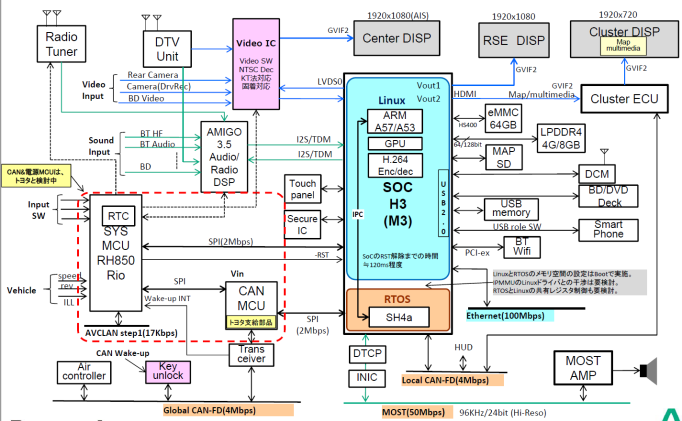 1920x1080(AIS)
1920x1080
1920x720
Radio
Tuner
DTV
Unit
Video IC
Video SW
NTSC Dec
KT法対応
固着対応
GVIF2
Center DISP
RSE DISP
Cluster DISP
Map
multimedia
GVIF2
GVIF2
Video
Input
Rear Camera
Camera(DrvRec)
BD Video
LVDS0
Vout1
Vout2
HDMI
Map/multimedia
GVIF2
Cluster ECU
Linux
ARM
A57/A53
GPU
H.264
Enc/dec
SOC
H3
(M3)
IPC
USB2.0
HS400
eMMC
64GB
64/128bit
LPDDR4
4G/8GB
MAP
SD
DCM
BD/DVD
Deck
USB
memory
USB role SW
Smart
Phone
PCI-ex
BT
Wifi
Sound
Input
BT HF
BT Audio
BD
AMIGO
3.5
Audio/
Radio
DSP
I2S/TDM
I2S/TDM
CAN&電源MCUは、
トヨタと検討中
Touch
panel
Secure
IC
Input
SW
RTC
SYS
MCU
RH850
Rio
SPI(2Mbps)
-RST
SoCのRST解除までの時間
≒120ms程度
LinuxとRTOSのメモリ空間の設定はBootで実施。
IPMMUのLinuxドライバとの干渉は要検討。
RTOSとLinuxの共有レジスタ制御も要検討。
Vehicle
speed
rev
ILL
SPI
Vin
Wake-up INT
CAN
MCU
トヨタ支給部品
SPI
(2Mbps)
RTOS
SH4a
Ethernet(100Mbps)
AVCLAN step1(17Kbps)
CAN Wake-up
Trans
ceiver
Air
controller
Key
unlock
DTCP
INIC
HUD
Local CAN-FD(4Mbps)
MOST
AMP
Global CAN-FD(4Mbps)
MOST(50Mbps)
96KHz/24bit (Hi-Reso)